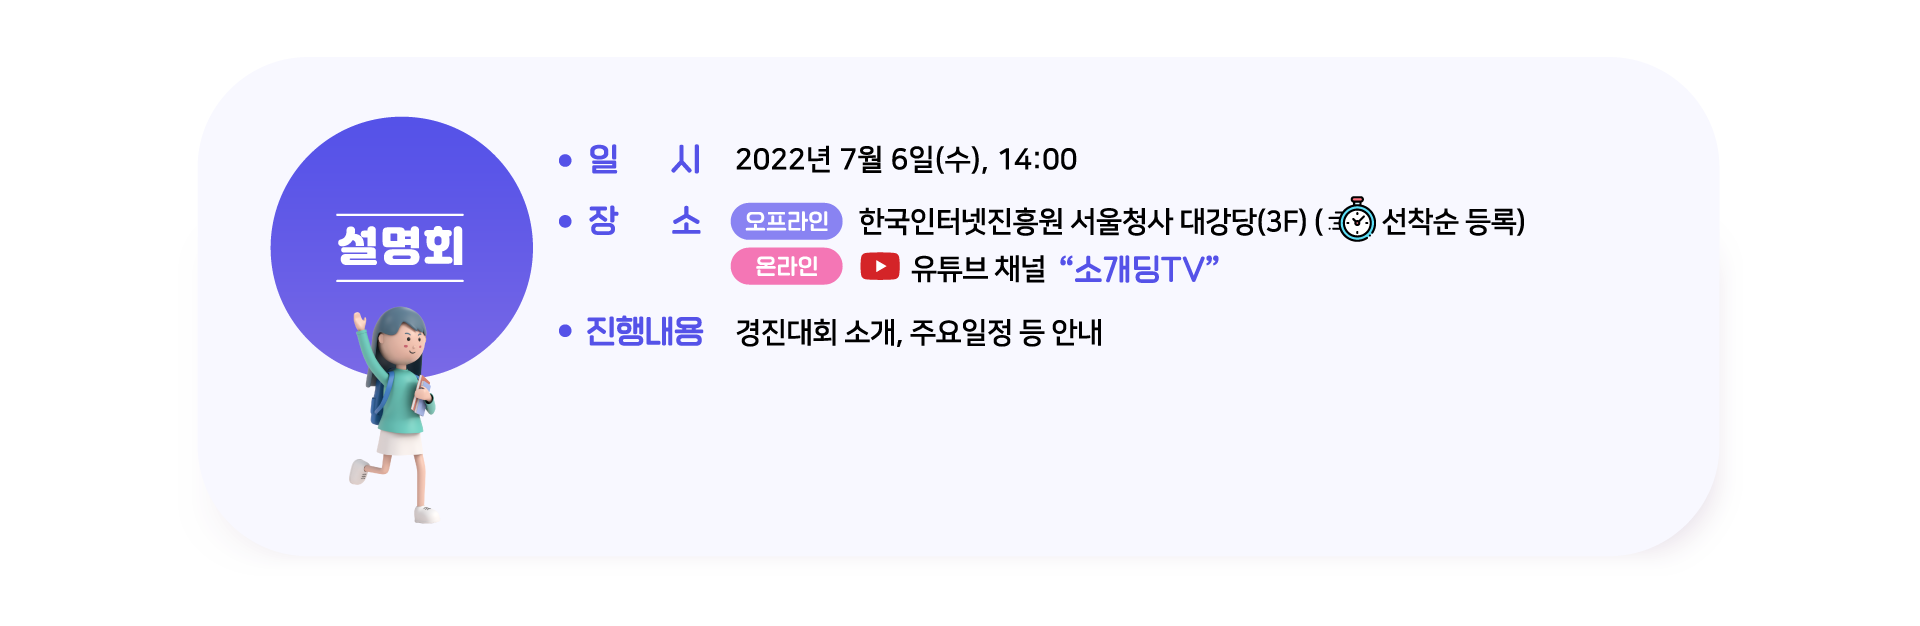 설명회
• 일 시 2022년 7월 6일(수), 14:00
• 장 소 오프라인 한국인터넷진흥원 서울청사 대강당(3F) ( 선착순 등록)
온라인 유튜브 채널 “소개딩TV”
• 진행내용 경진대회 소개, 주요일정 등 안내